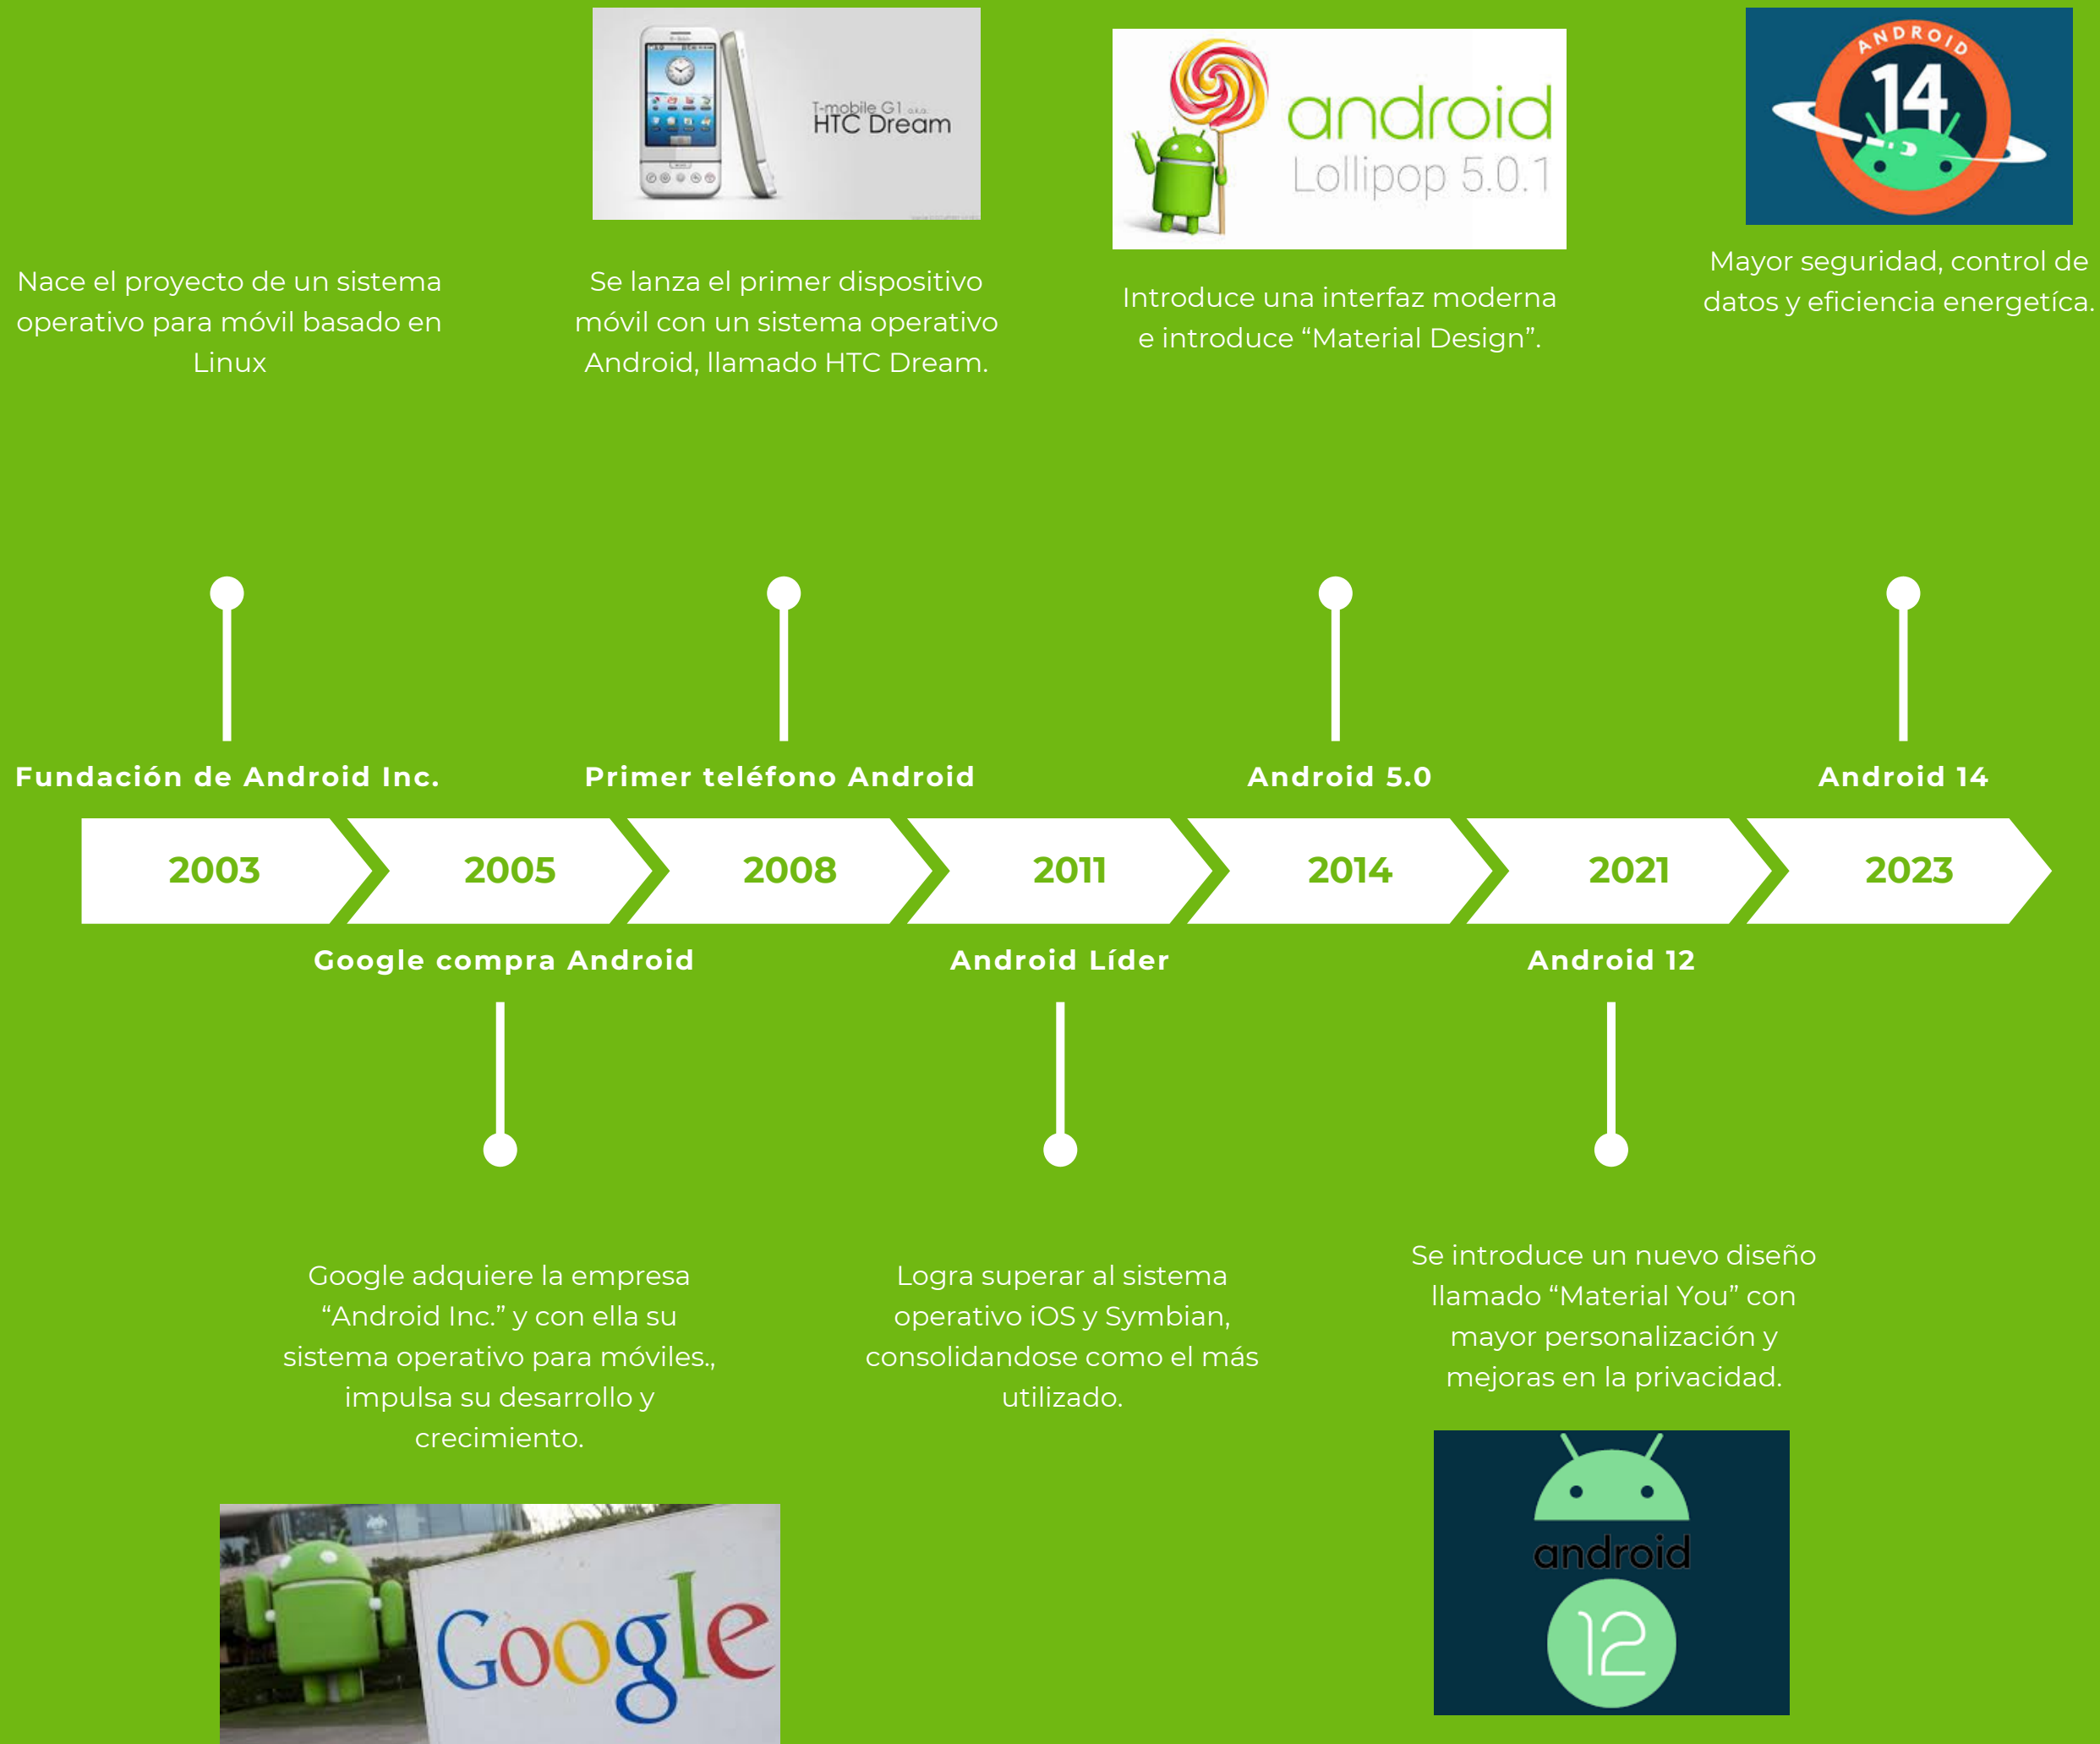 T-mobile G1 a.k.a.
HTC Dream
android
Lollipop 5.0.1
ANDROID
14
Nace el proyecto de un sistema
operativo para móvil basado en
Linux
Se lanza el primer dispositivo
móvil con un sistema operativo
Android, llamado HTC Dream.
Introduce una interfaz moderna
e introduce “Material Design”.
Mayor seguridad, control de
datos y eficiencia energetíca.
Fundación de Android Inc.
Primer teléfono Android
Android 5.0
Android 14
2003
2005
2008
2011
2014
2021
2023
Google compra Android
Android Líder
Android 12
Google adquiere la empresa
“Android Inc.” y con ella su
sistema operativo para móviles.,
impulsa su desarrollo y
crecimiento.
Logra superar al sistema
operativo iOS y Symbian,
consolidandose como el más
utilizado.
Se introduce un nuevo diseño
llamado “Material You” con
mayor personalización y
mejoras en la privacidad.
Google
android
12